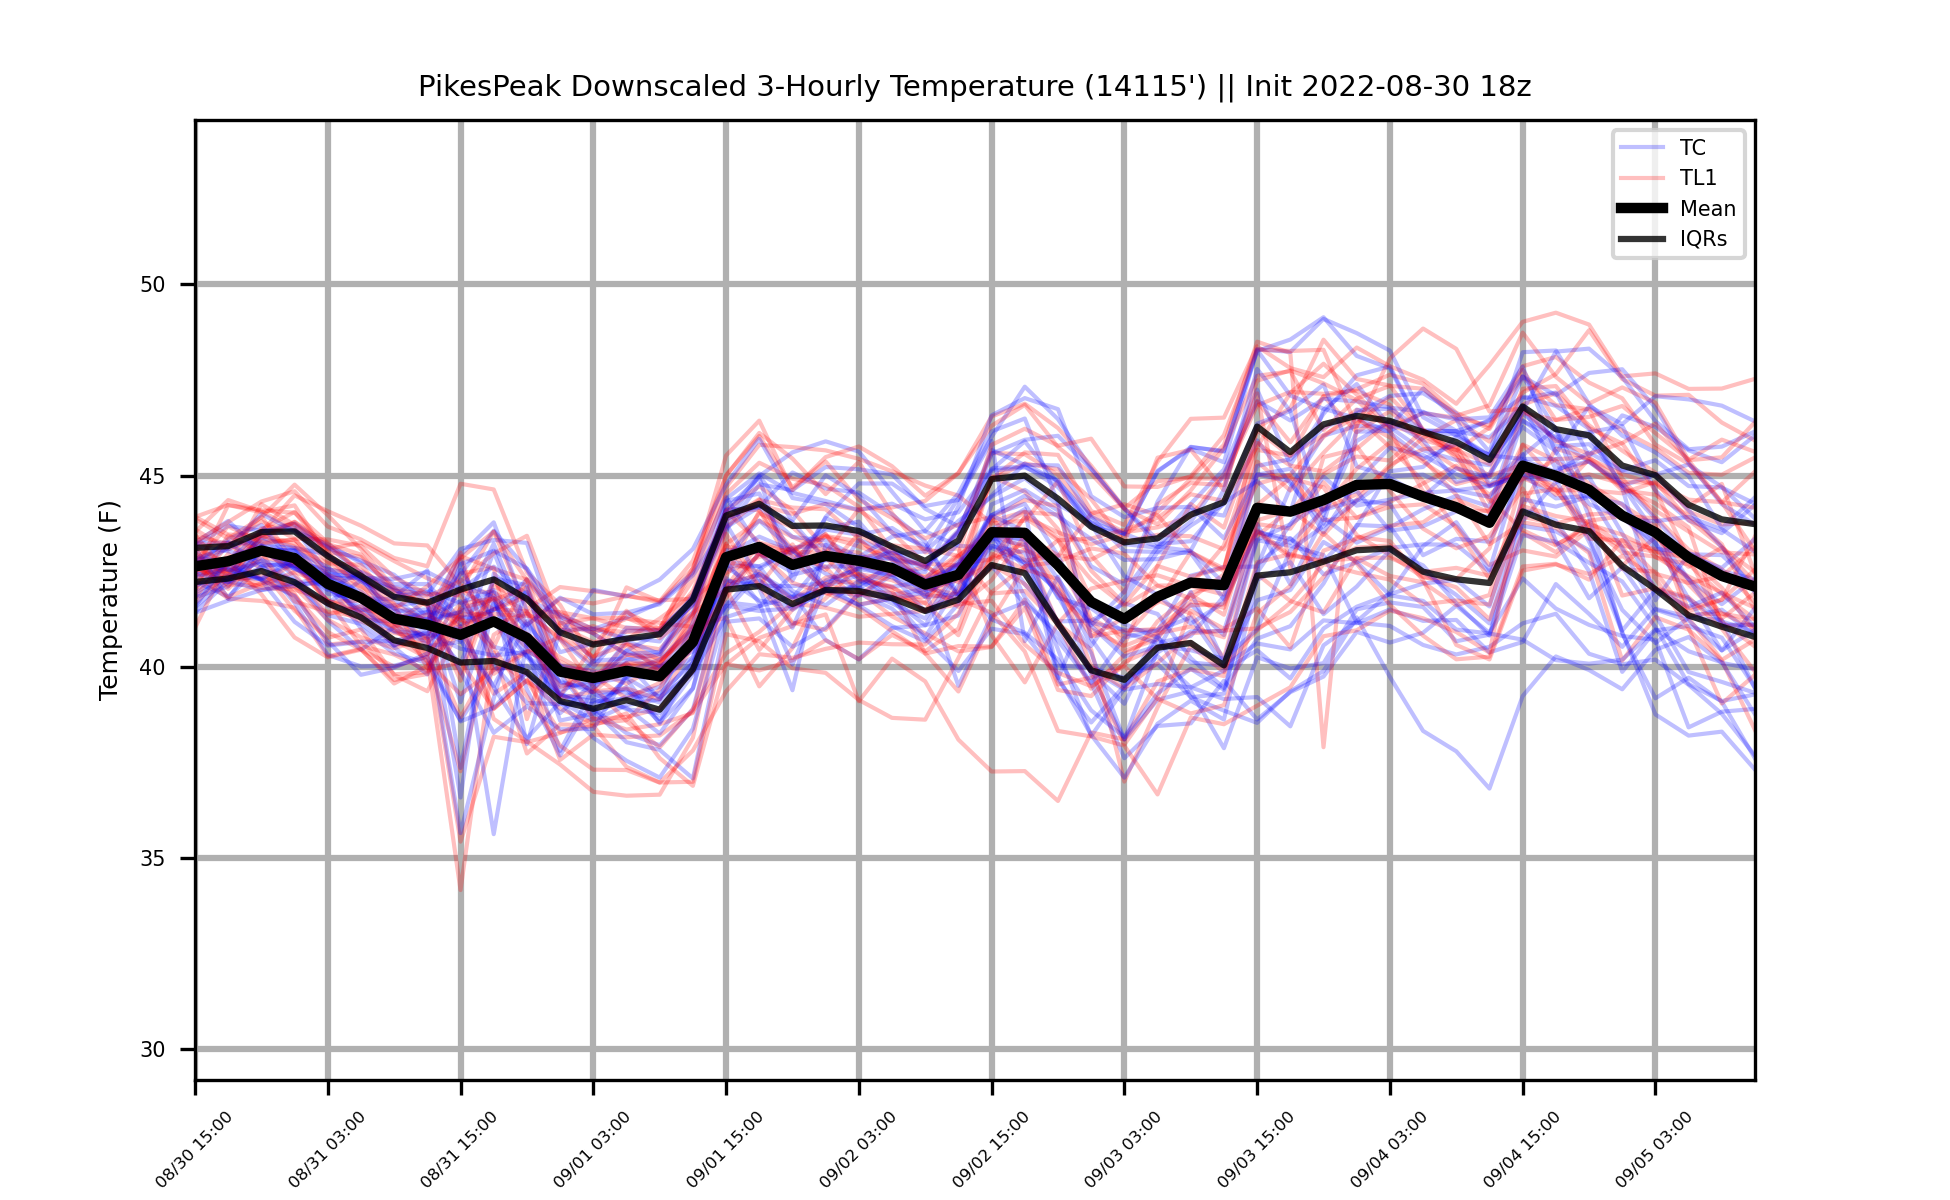 PikesPeak Downscaled 3-Hourly Temperature (14115') || Init 2022-08-30 18z
TC
TL1
Mean
IQRs
Temperature (F)
50
45
40
35
30
08/30 15:00
08/31 03:00
08/31 15:00
09/01 03:00
09/01 15:00
09/02 03:00
09/02 15:00
09/03 03:00
09/03 15:00
09/04 03:00
09/04 15:00
09/05 03:00